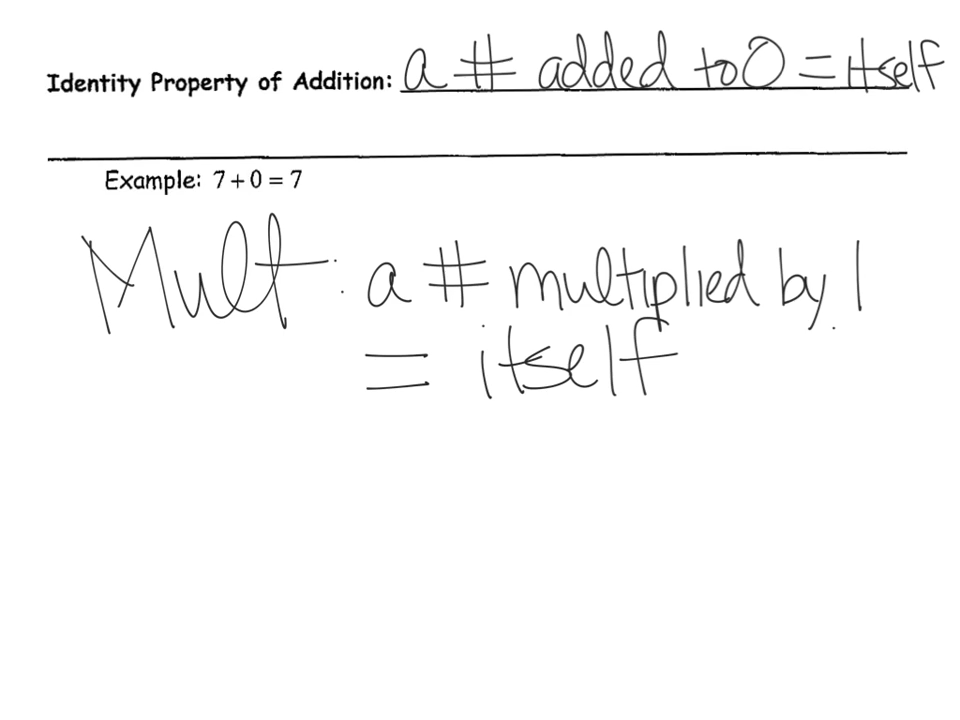 Identity Property of Addition: a # added to 0 = itself
Example: 7 + 0 = 7
Mult: a # multiplied by 1
= itself